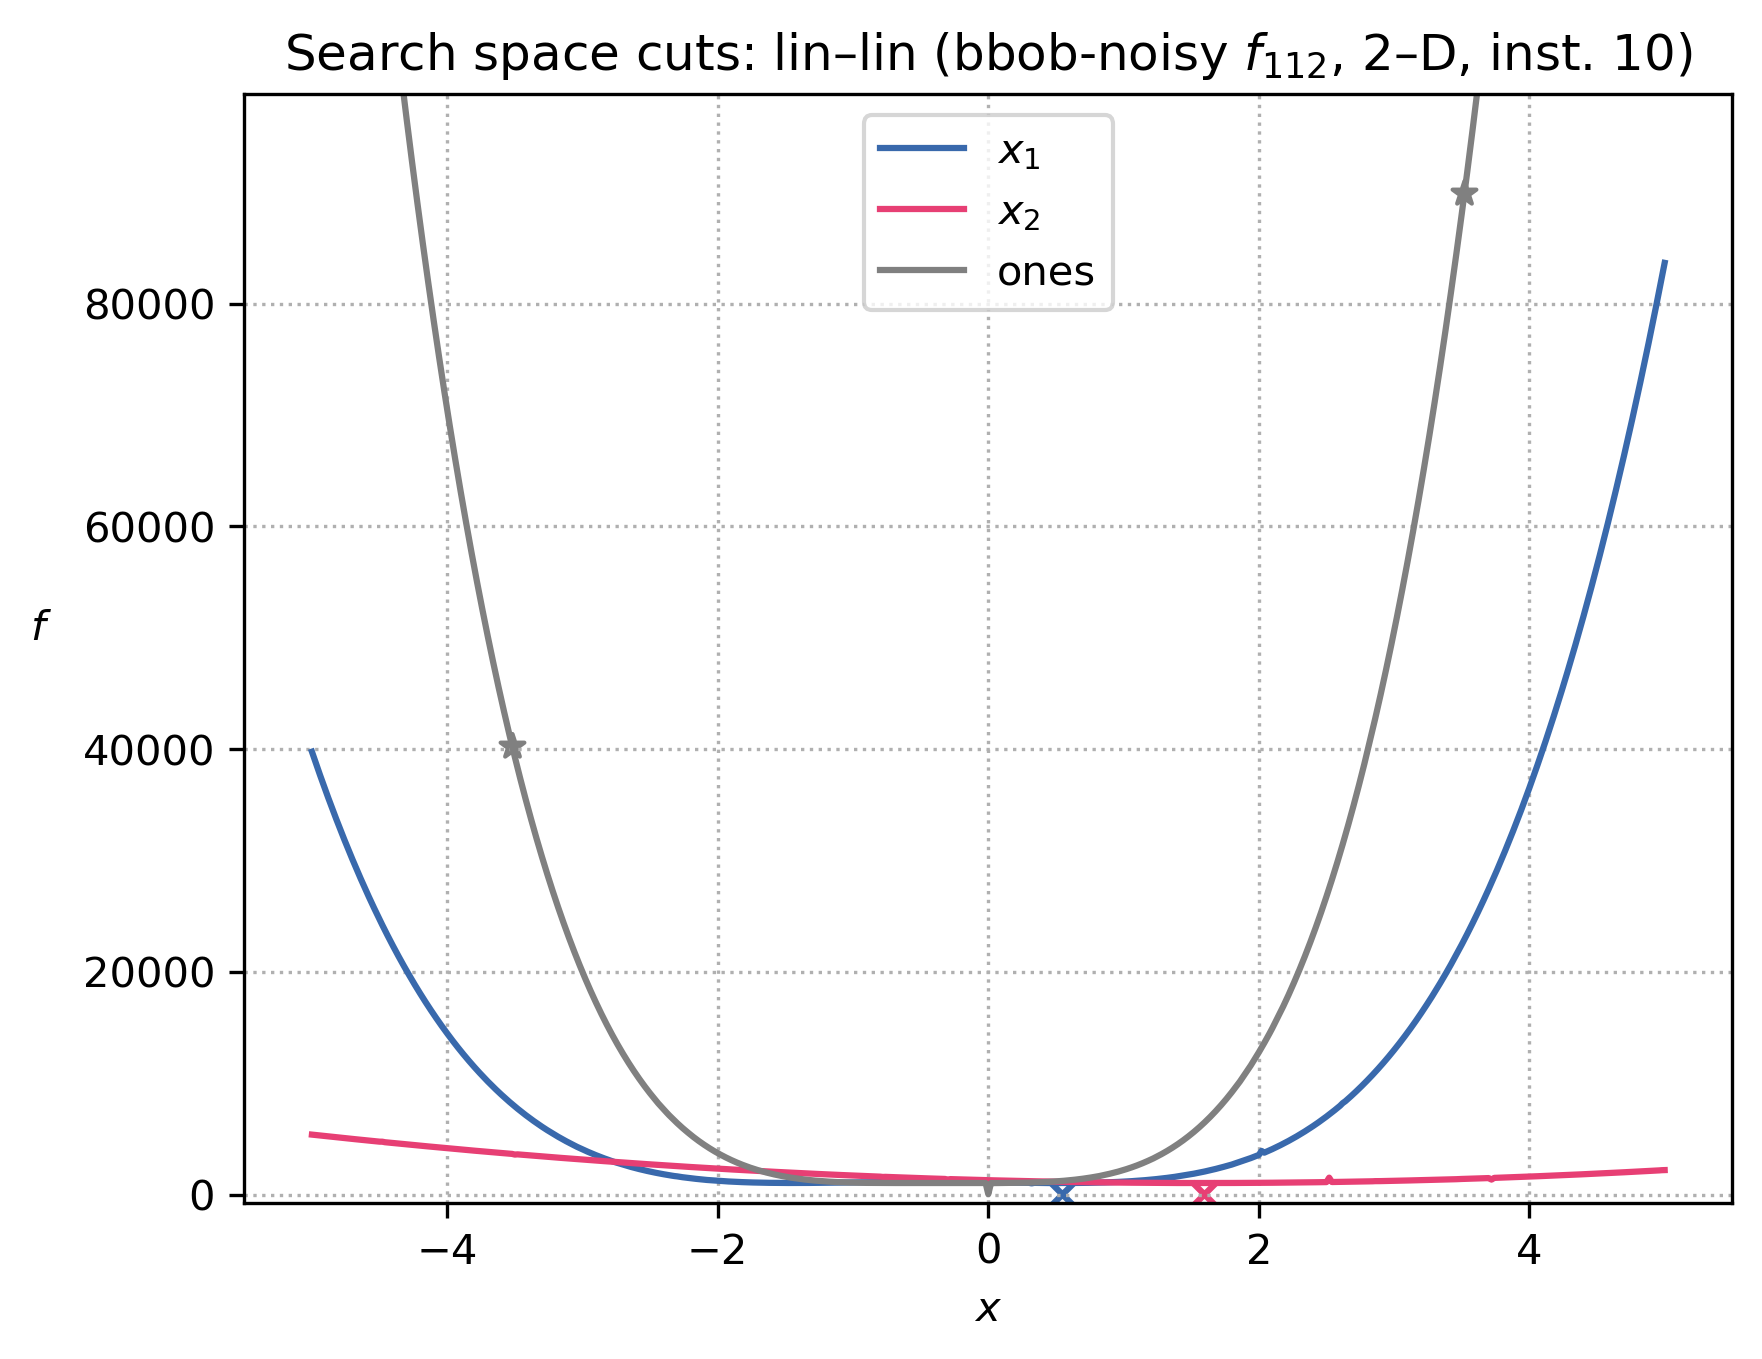 Search space cuts: lin–lin (bbob-noisy f₁₁₂, 2–D, inst. 10)
x₁
x₂
ones
80000
60000
40000
20000
0
f
−4 −2 0 2 4
x